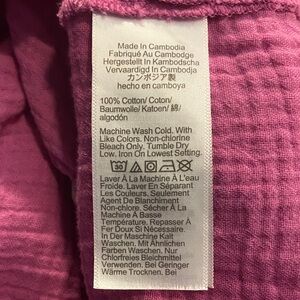 Made In Cambodia
Fabriqué Au Cambodge
Hergestellt In Kambodscha
Vervaardigd In Cambodja
カンボジア製
hecho en camboya
100% Cotton/ Coton/
Baumwolle/ Katoen/ 綿/
algodón
Machine Wash Cold. With
Like Colors. Non-chlorine
Bleach Only. Tumble Dry
Low. Iron On Lowest Setting.
Laver À La Machine À L'eau
Froide. Laver En Séparant
Les Couleurs. Seulement
Agent De Blanchiment
Non-chlore. Sécher À La
Machine À Basse
Température. Repasser À
Fer Doux Si Nécessaire.
In Der Maschine Kalt
Waschen. Mit Ähnlichen
Farben Waschen. Nur
Chlorfreies Bleichmittel
Verwenden. Bei Geringer
Wärme Trocknen. Bei